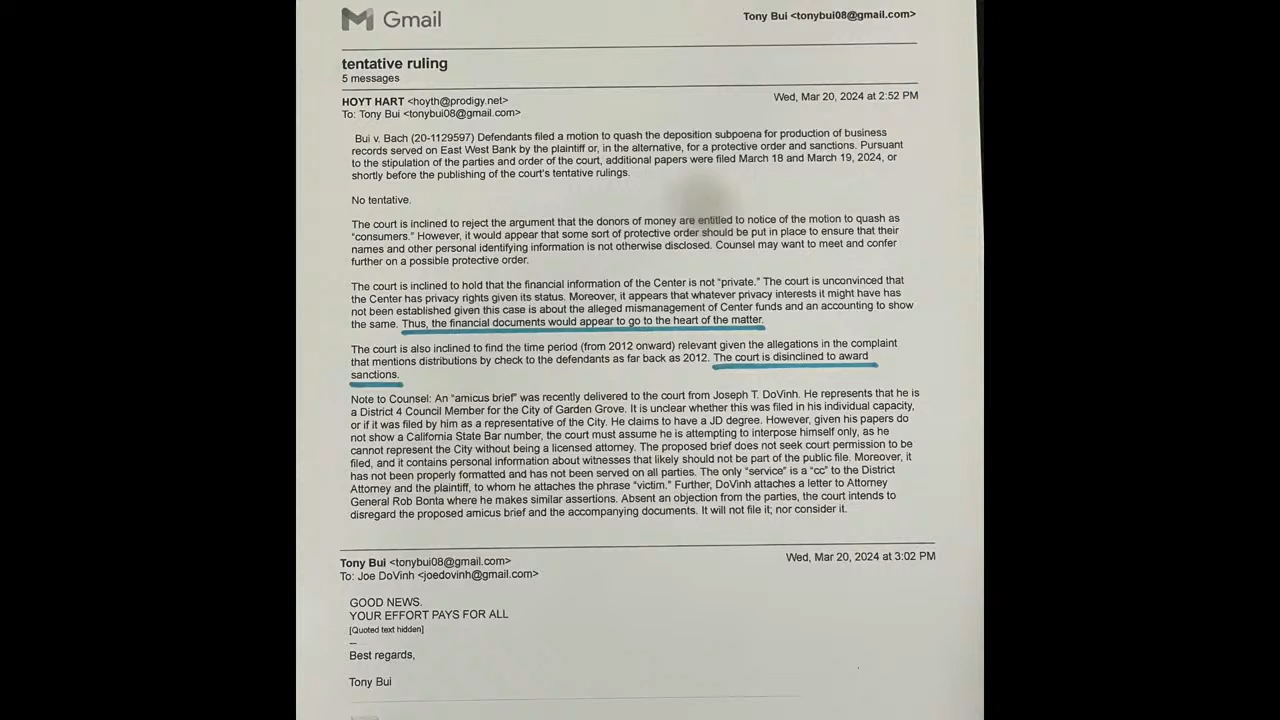 Gmail
Tony Bui <tonybui08@gmail.com>
tentative ruling
5 messages
HOYT HART <hoyth@prodigy.net>
Wed, Mar 20, 2024 at 2:52 PM
To: Tony Bui <tonybui08@gmail.com>
Bui v. Bach (20-1129597) Defendants filed a motion to quash the deposition subpoena for production of business
records served on East West Bank by the plaintiff or, in the alternative, for a protective order and sanctions. Pursuant
to the stipulation of the parties and order of the court, additional papers were filed March 18 and March 19, 2024, or
shortly before the publishing of the court's tentative rulings.
No tentative.
The court is inclined to reject the argument that the donors of money are entitled to notice of the motion to quash as
"consumers." However, it would appear that some sort of protective order should be put in place to ensure that their
names and other personal identifying information is not otherwise disclosed. Counsel may want to meet and confer
further on a possible protective order.
The court is inclined to hold that the financial information of the Center is not "private." The court is unconvinced that
the Center has privacy rights given its status. Moreover, it appears that whatever privacy interests it might have has
not been established given this case is about the alleged mismanagement of Center funds and an accounting to show
the same. Thus, the financial documents would appear to go to the heart of the matter.
The court is also inclined to find the time period (from 2012 onward) relevant given the allegations in the complaint
that mentions distributions by check to the defendants as far back as 2012. The court is disinclined to award
sanctions.
Note to Counsel: An "amicus brief" was recently delivered to the court from Joseph T. DoVinh. He represents that he is
a District 4 Council Member for the City of Garden Grove. It is unclear whether this was filed in his individual capacity,
or if it was filed by him as a representative of the City. He claims to have a JD degree. However, given his papers do
not show a California State Bar number, the court must assume he is attempting to interpose himself only, as he
cannot represent the City without being a licensed attorney. The proposed brief does not seek court permission to be
filed, and it contains personal information about witnesses that likely should not be part of the public file. Moreover, it
has not been properly formatted and has not been served on all parties. The only "service" is a "cc" to the District
Attorney and the plaintiff, to whom he attaches the phrase "victim." Further, DoVinh attaches a letter to Attorney
General Rob Bonta where he makes similar assertions. Absent an objection from the parties, the court intends to
disregard the proposed amicus brief and the accompanying documents. It will not file it; nor consider it.
Tony Bui <tonybui08@gmail.com>
Wed, Mar 20, 2024 at 3:02 PM
To: Joe DoVinh <joedovinh@gmail.com>
GOOD NEWS.
YOUR EFFORT PAYS FOR ALL
[Quoted text hidden]
--
Best regards,
Tony Bui